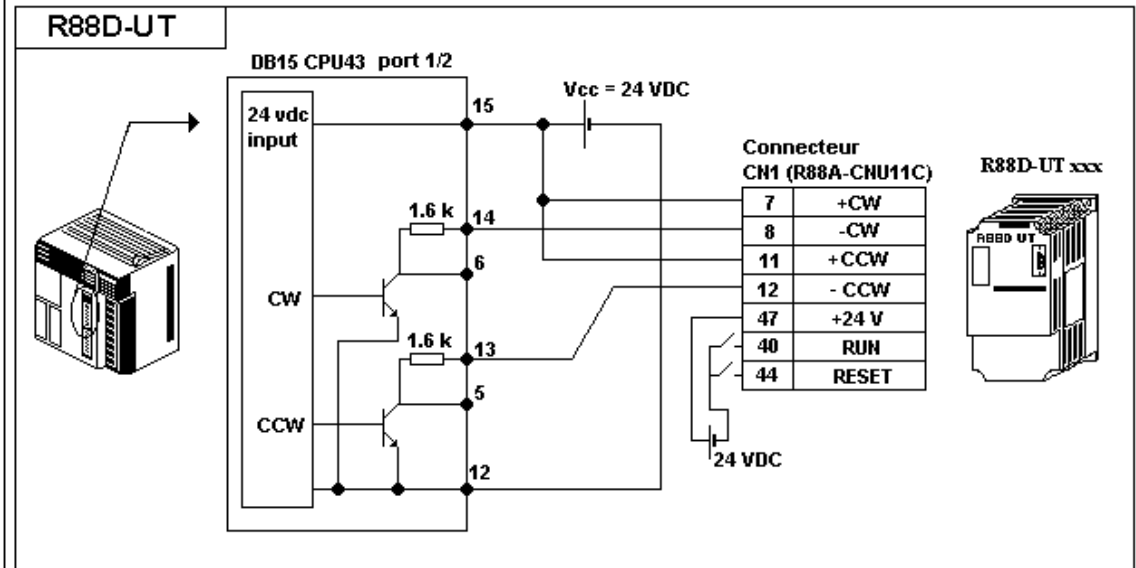 R88D-UT
DB15 CPU43 port 1/2
Vcc = 24 VDC
24 vdc
input
15
Connecteur
CN1 (R88A-CNU11C)
R88D-UT xxx
7 +CW
1.6 k
14
8 -CW
R88D UT
11 +CCW
6
12 - CCW
CW
47 +24 V
1.6 k
13
40 RUN
44 RESET
5
CCW
24 VDC
12